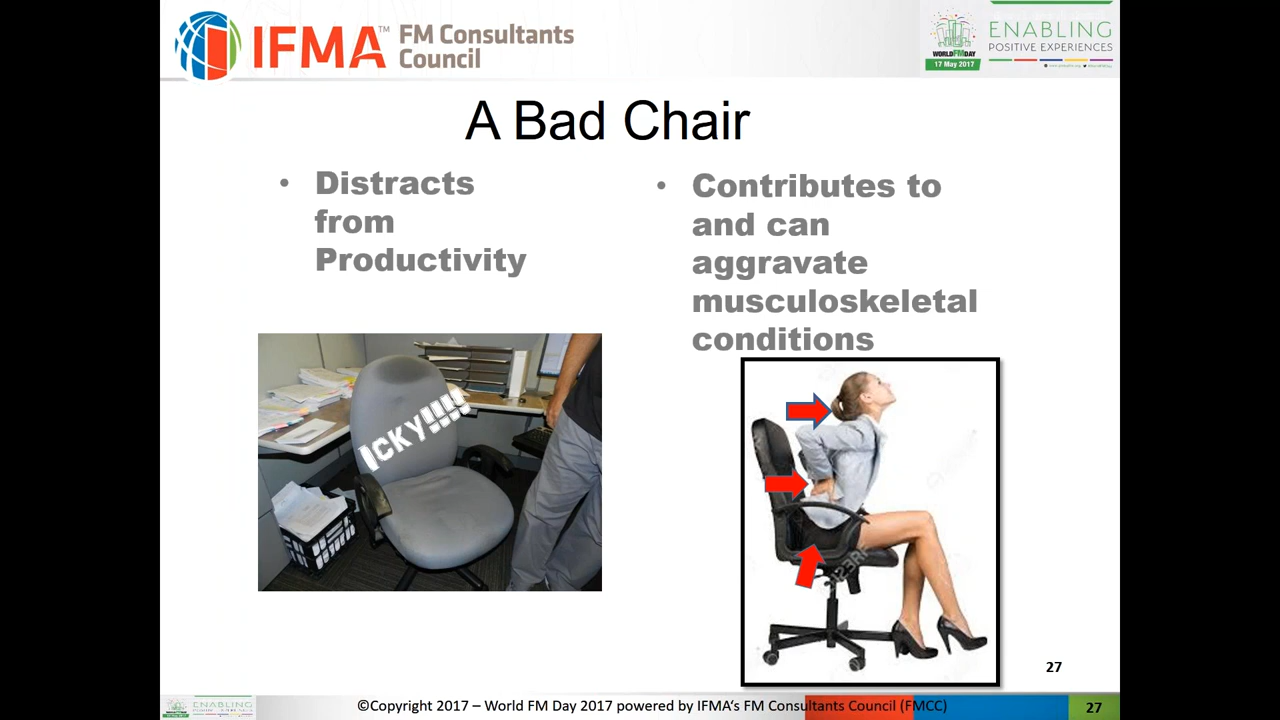 IFMA™ FM Consultants
Council
WORLD FM DAY
17 May 2017
ENABLING
POSITIVE EXPERIENCES
A Bad Chair
• Distracts
from
Productivity
• Contributes to
and can
aggravate
musculoskeletal
conditions
ICKY!!!!
123RF
27
ENABLING
©Copyright 2017 – World FM Day 2017 powered by IFMA's FM Consultants Council (FMCC)
27